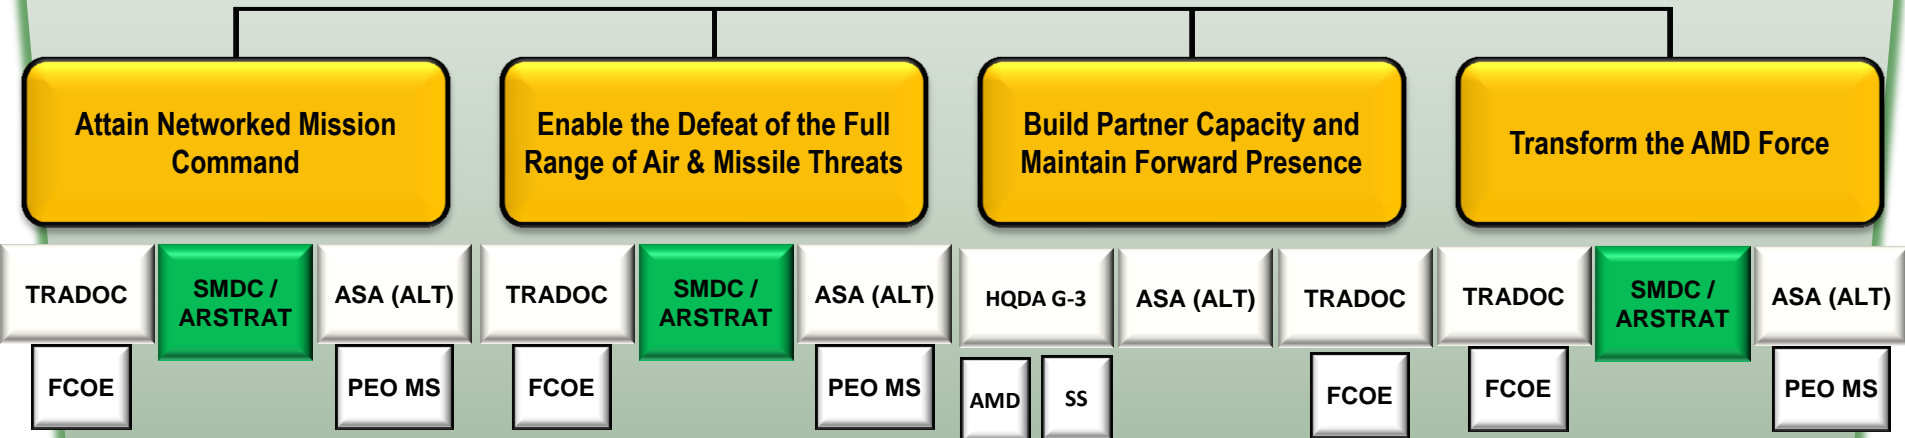 Attain Networked Mission
Command
Enable the Defeat of the Full
Range of Air & Missile Threats
Build Partner Capacity and
Maintain Forward Presence
Transform the AMD Force
TRADOC
SMDC /
ARSTRAT
ASA (ALT)
TRADOC
SMDC /
ARSTRAT
ASA (ALT)
HQDA G-3
ASA (ALT)
TRADOC
TRADOC
SMDC /
ARSTRAT
ASA (ALT)
FCOE
PEO MS
FCOE
PEO MS
AMD
SS
FCOE
FCOE
PEO MS